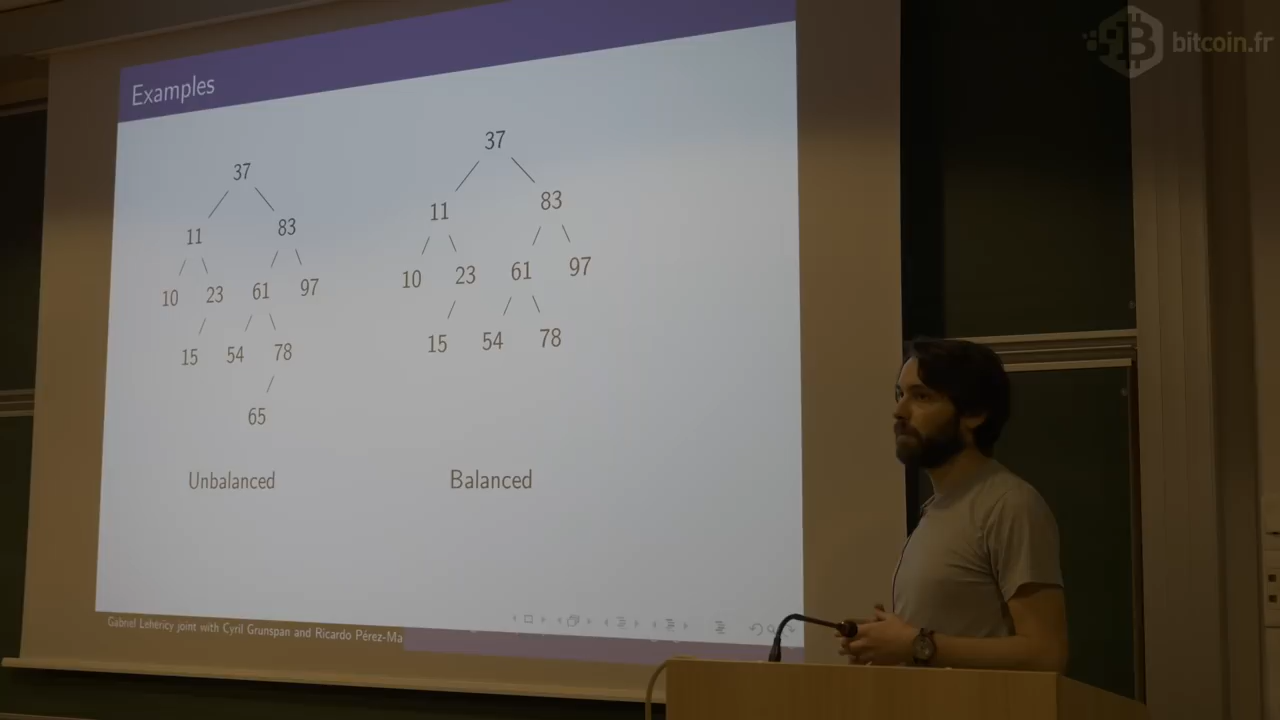 bitcoin.fr
Examples
37
11 83
10 23 61 97
15 54 78
65
Unbalanced
37
11 83
10 23 61 97
15 54 78
Balanced
Gabriel Lehéricy joint with Cyril Grunspan and Ricardo Pérez-Ma